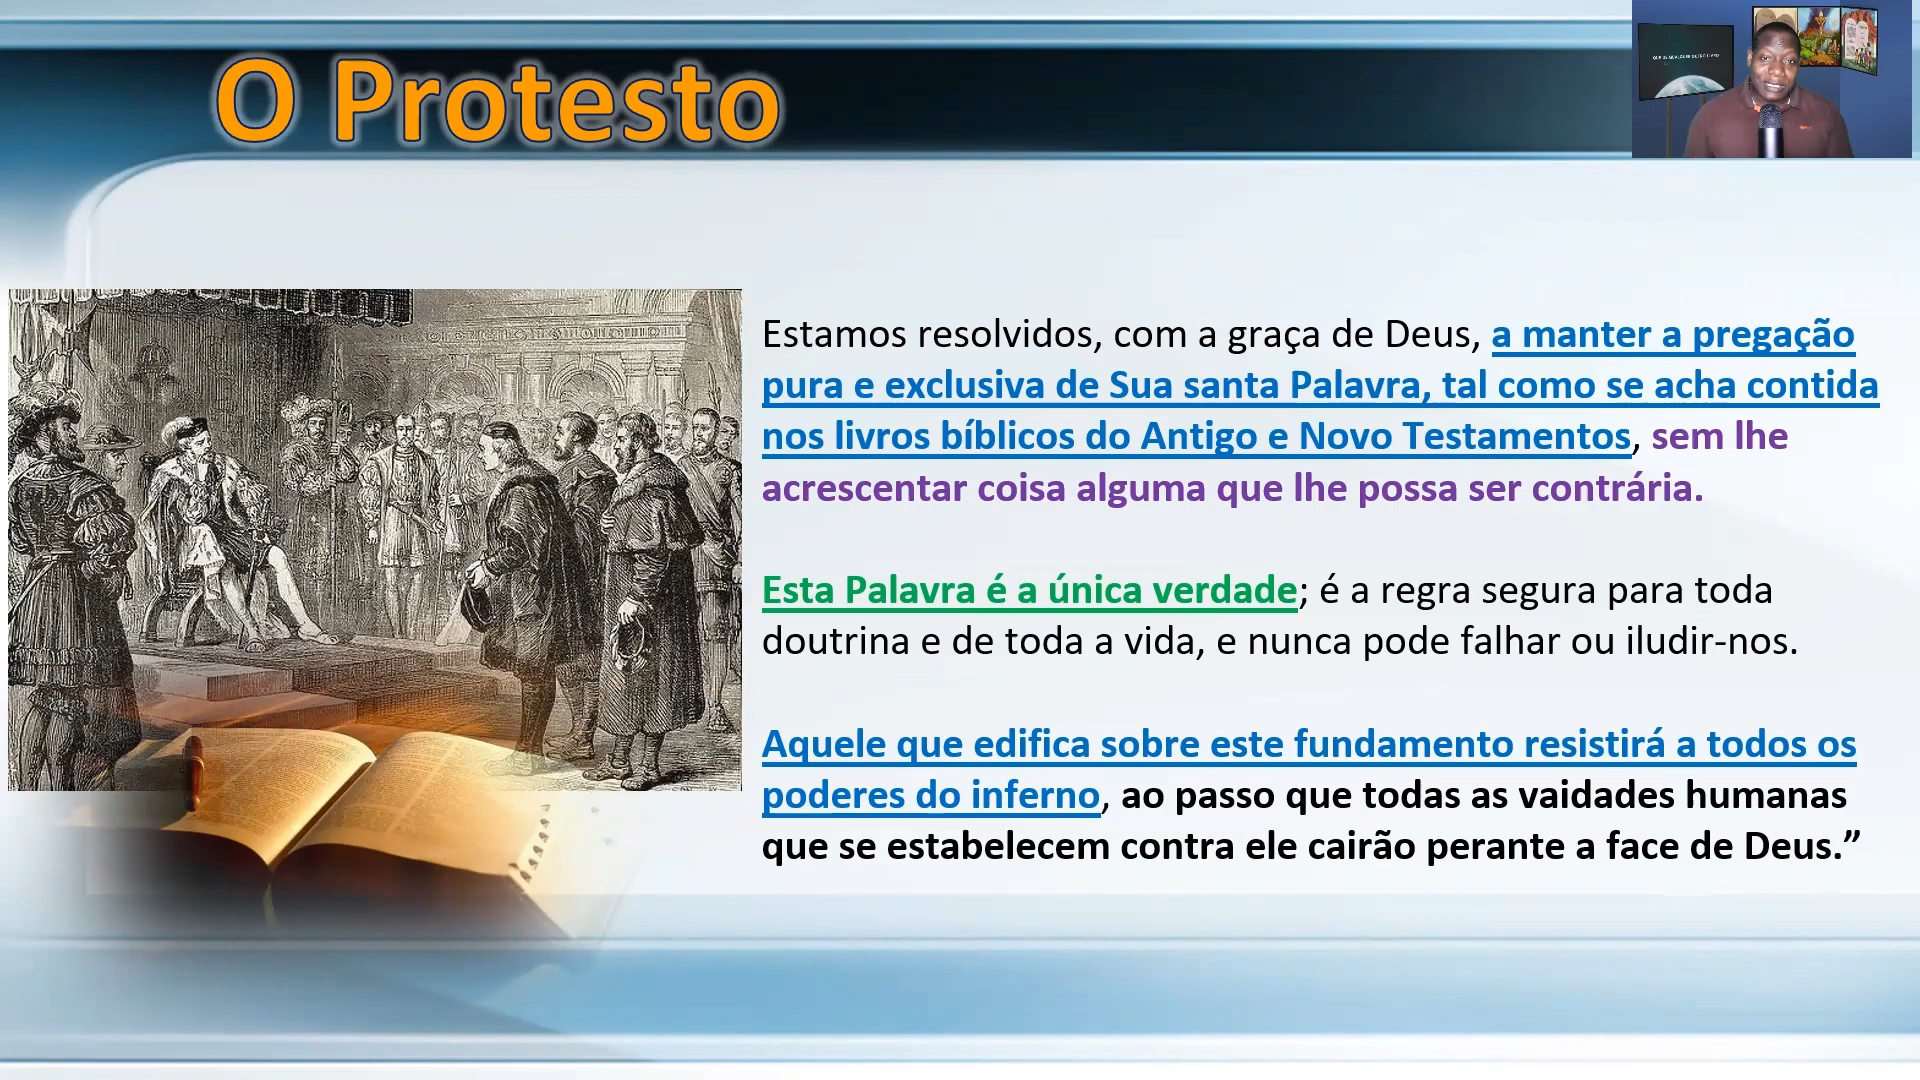 O Protesto
Estamos resolvidos, com a graça de Deus, a manter a pregação
pura e exclusiva de Sua santa Palavra, tal como se acha contida
nos livros bíblicos do Antigo e Novo Testamentos, sem lhe
acrescentar coisa alguma que lhe possa ser contrária.
Esta Palavra é a única verdade; é a regra segura para toda
doutrina e de toda a vida, e nunca pode falhar ou iludir-nos.
Aquele que edifica sobre este fundamento resistirá a todos os
poderes do inferno, ao passo que todas as vaidades humanas
que se estabelecem contra ele cairão perante a face de Deus.”